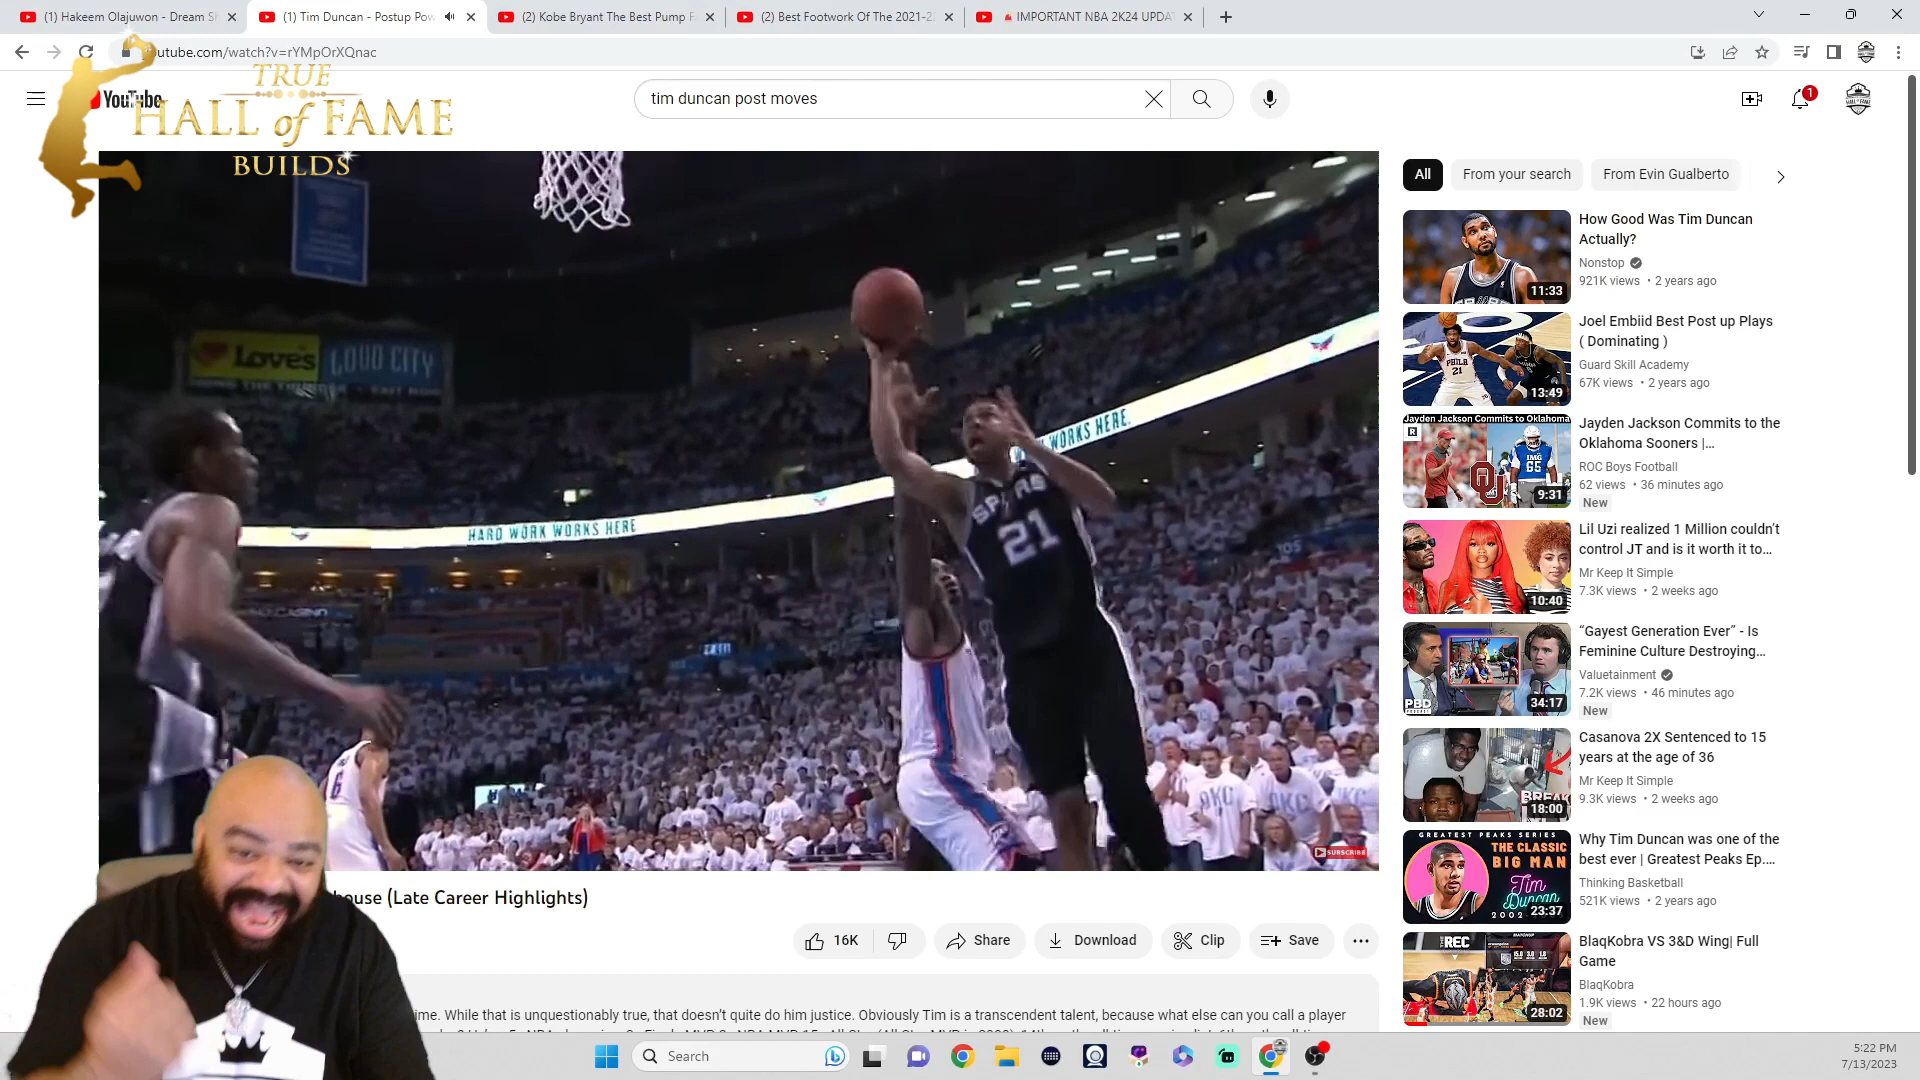 (1) Hakeem Olajuwon - Dream S
(1) Tim Duncan - Postup Pow
(2) Kobe Bryant The Best Pump F
(2) Best Footwork Of The 2021-2
IMPORTANT NBA 2K24 UPDA
utube.com/watch?v=rYMpOrXQnac
TRUE
HALL of FAME
BUILDS
YouTube
tim duncan post moves
1
All
From your search
From Evin Gualberto
How Good Was Tim Duncan
Actually?
Nonstop
921K views • 2 years ago
11:33
Joel Embiid Best Post up Plays
( Dominating )
Guard Skill Academy
67K views • 2 years ago
13:49
PHILA
21
Jayden Jackson Commits to Oklahoma
Jayden Jackson Commits to the
Oklahoma Sooners |...
ROC Boys Football
62 views • 36 minutes ago
New
9:31
IMG
65
Lil Uzi realized 1 Million couldn't
control JT and is it worth it to...
Mr Keep It Simple
7.3K views • 2 weeks ago
10:40
“Gayest Generation Ever” - Is
Feminine Culture Destroying...
Valuetainment
7.2K views • 46 minutes ago
New
PBD
34:17
Casanova 2X Sentenced to 15
years at the age of 36
Mr Keep It Simple
9.3K views • 2 weeks ago
BREAK
18:00
GREATEST PEAKS SERIES
THE CLASSIC
BIG MAN
Tim
Duncan
2002
23:37
Why Tim Duncan was one of the
best ever | Greatest Peaks Ep....
Thinking Basketball
521K views • 2 years ago
THE REC
28:02
BlaqKobra VS 3&D Wing| Full
Game
BlaqKobra
1.9K views • 22 hours ago
New
Love's
LOUD CITY
HARD WORK WORKS HERE
WORKS HERE.
SPURS
21
6
OKC
SUBSCRIBE
ouse (Late Career Highlights)
16K
Share
Download
Clip
Save
ime. While that is unquestionably true, that doesn't quite do him justice. Obviously Tim is a transcendent talent, because what else can you call a player
Search
5:22 PM
7/13/2023